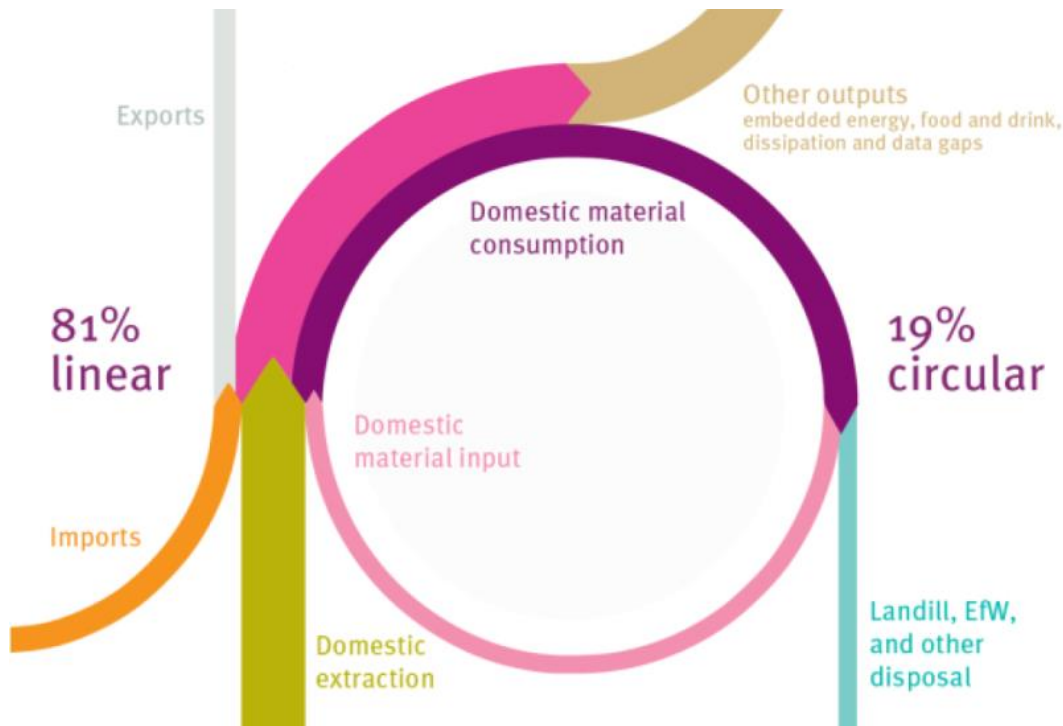 Exports
Other outputs
embedded energy, food and drink,
dissipation and data gaps
Domestic material
consumption
81%
linear
19%
circular
Domestic
material input
Imports
Domestic
extraction
Landill, EfW,
and other
disposal